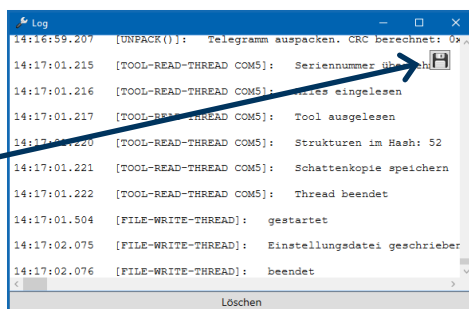 Log
14:16:59.207 [UNPACK()]: Telegramm auspacken. CRC berechnet: 0x
14:17:01.215 [TOOL-READ-THREAD COM5]: Seriennummer
14:17:01.216 [TOOL-READ-THREAD COM5]: eingelesen
14:17:01.217 [TOOL-READ-THREAD COM5]: Tool ausgelesen
14:17:01.220 [TOOL-READ-THREAD COM5]: Strukturen im Hash: 52
14:17:01.221 [TOOL-READ-THREAD COM5]: Schattenkopie speichern
14:17:01.222 [TOOL-READ-THREAD COM5]: Thread beendet
14:17:01.504 [FILE-WRITE-THREAD]: gestartet
14:17:02.075 [FILE-WRITE-THREAD]: Einstellungsdatei geschrieben
14:17:02.076 [FILE-WRITE-THREAD]: beendet
Löschen